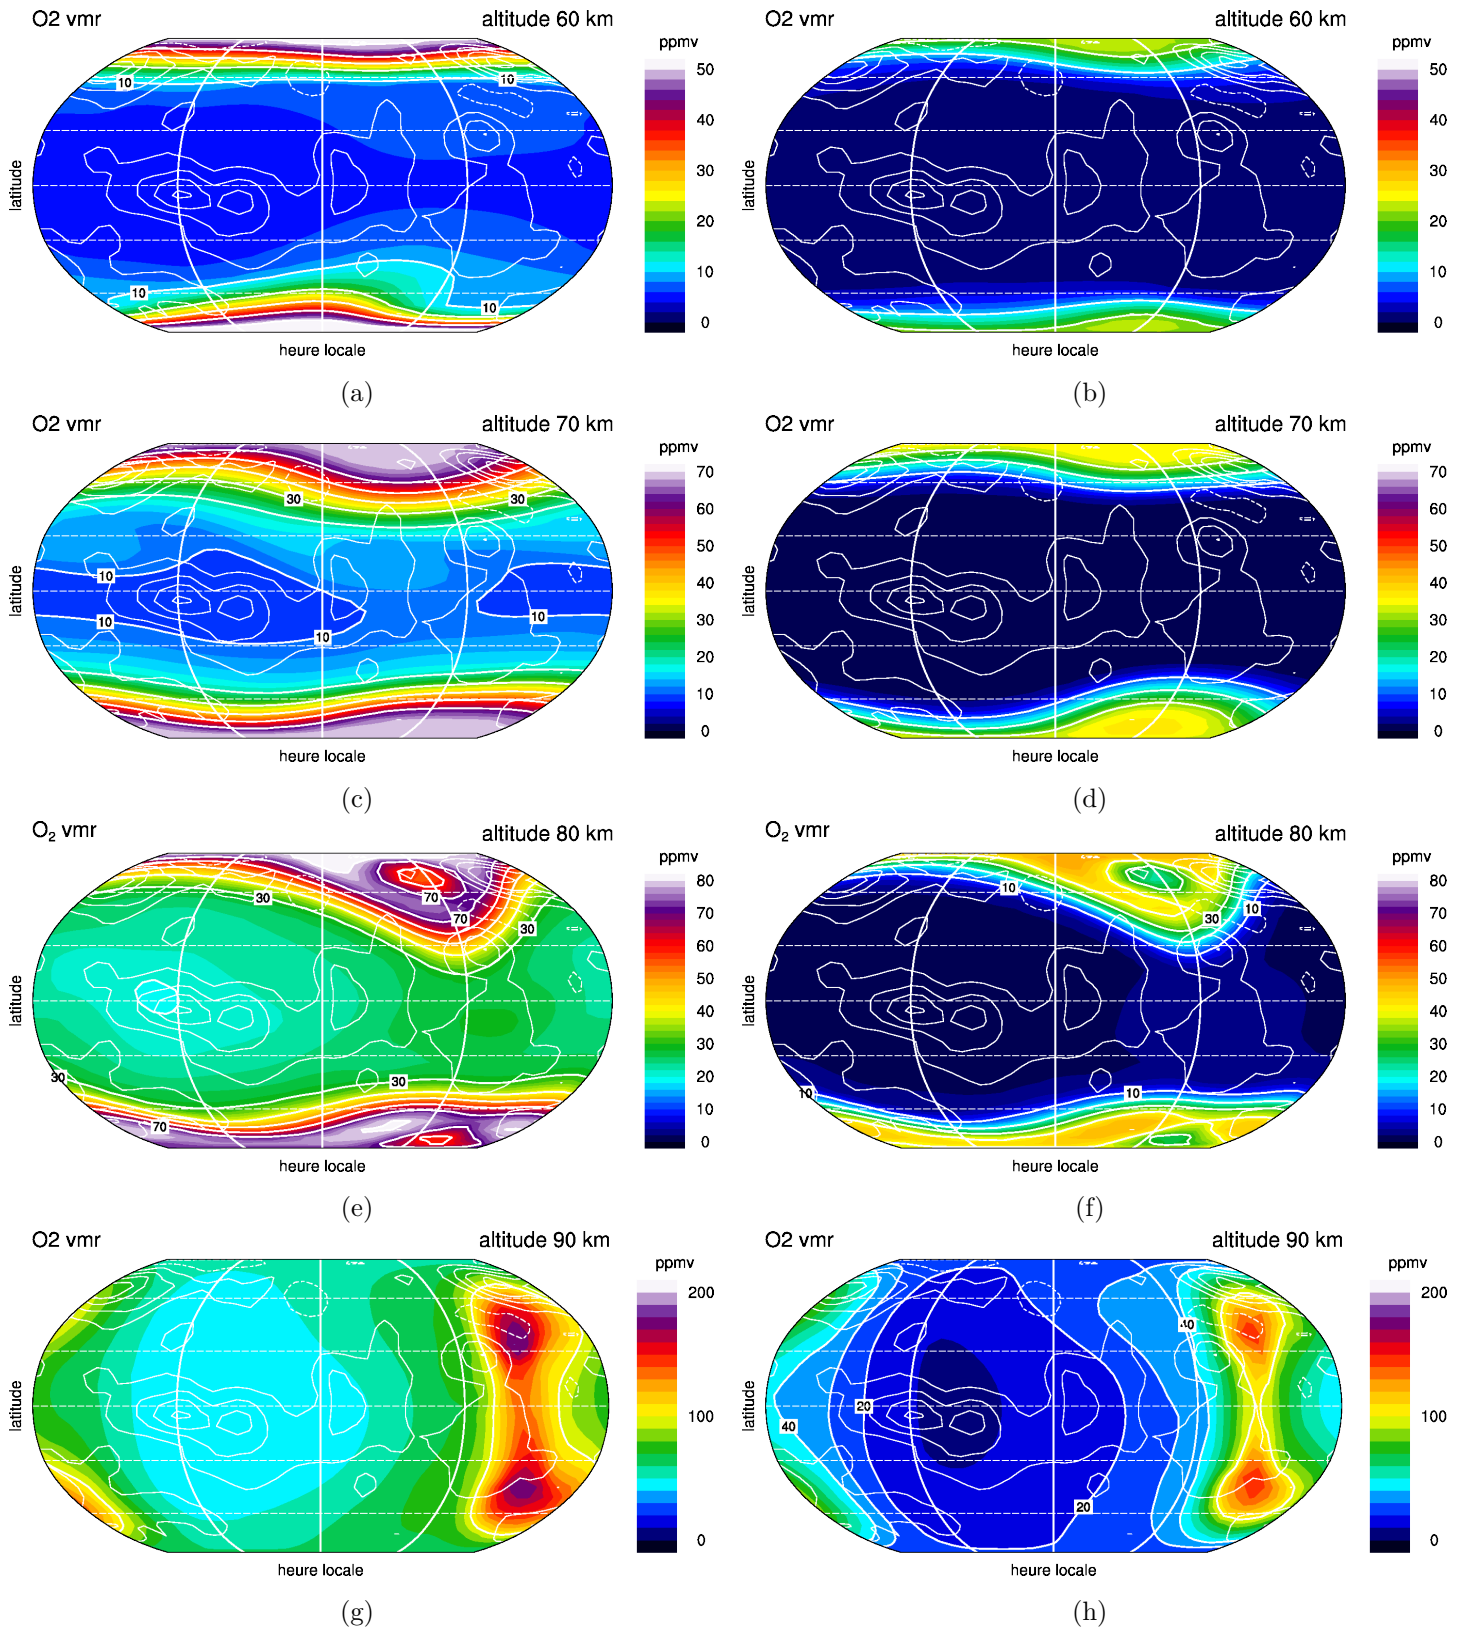 O2 vmr altitude 60 km
ppmv
50
40
30
20
10
0
10
10
10
10
latitude
heure locale
(a)
O2 vmr altitude 60 km
ppmv
50
40
30
20
10
0
latitude
heure locale
(b)
O2 vmr altitude 70 km
ppmv
70
60
50
40
30
20
10
0
30
30
10
10
10
10
latitude
heure locale
(c)
O2 vmr altitude 70 km
ppmv
70
60
50
40
30
20
10
0
latitude
heure locale
(d)
O₂ vmr altitude 80 km
ppmv
80
70
60
50
40
30
20
10
0
30
70
70
30
30
30
70
latitude
heure locale
(e)
O2 vmr altitude 80 km
ppmv
80
70
60
50
40
30
20
10
0
10
30
10
10
10
latitude
heure locale
(f)
O2 vmr altitude 90 km
ppmv
200
100
0
latitude
heure locale
(g)
O2 vmr altitude 90 km
ppmv
200
100
0
40
20
40
20
latitude
heure locale
(h)